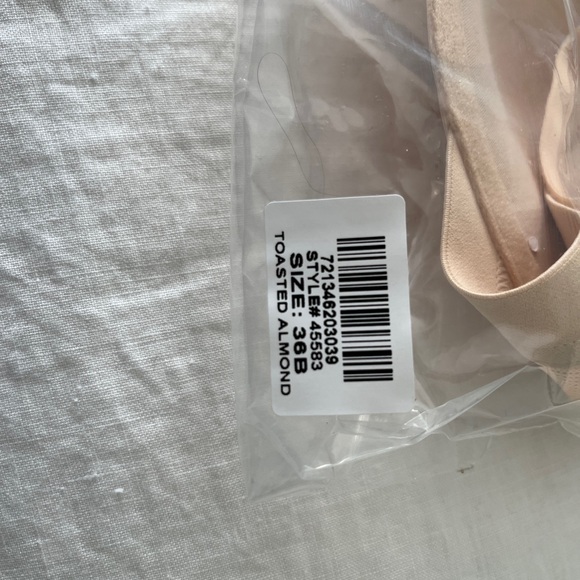 721346203039
STYLE# 45583
SIZE: 36B
TOASTED ALMOND